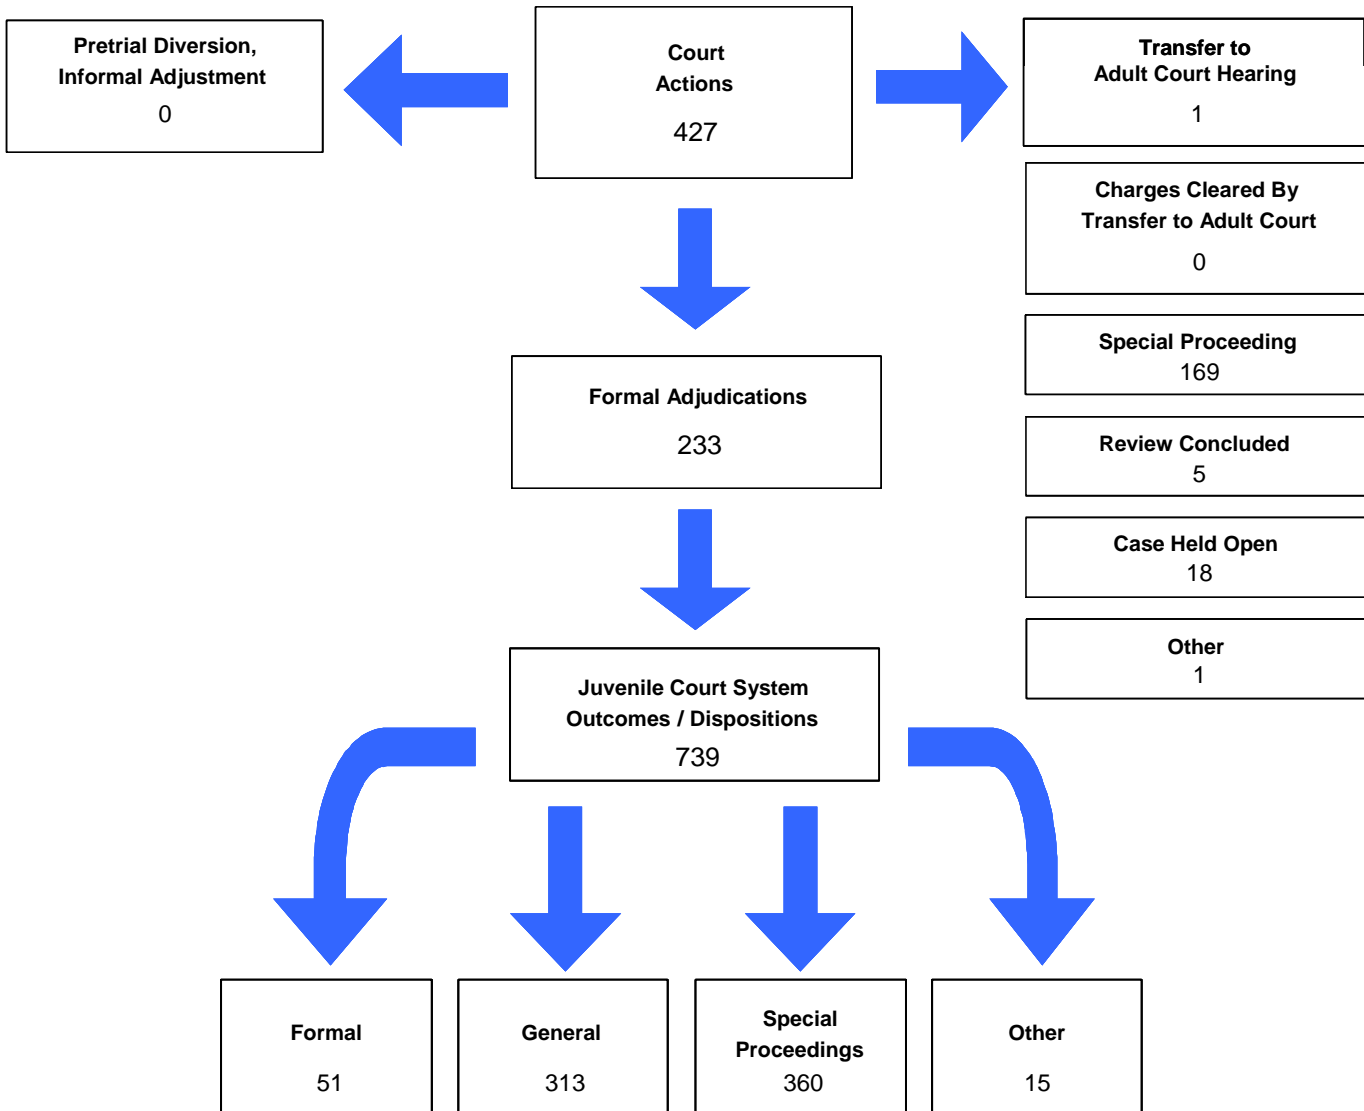 Pretrial Diversion,
Informal Adjustment
0
Court
Actions
427
Transfer to
Adult Court Hearing
1
Charges Cleared By
Transfer to Adult Court
0
Special Proceeding
169
Review Concluded
5
Case Held Open
18
Other
1
Formal Adjudications
233
Juvenile Court System
Outcomes / Dispositions
739
Formal
51
General
313
Special
Proceedings
360
Other
15